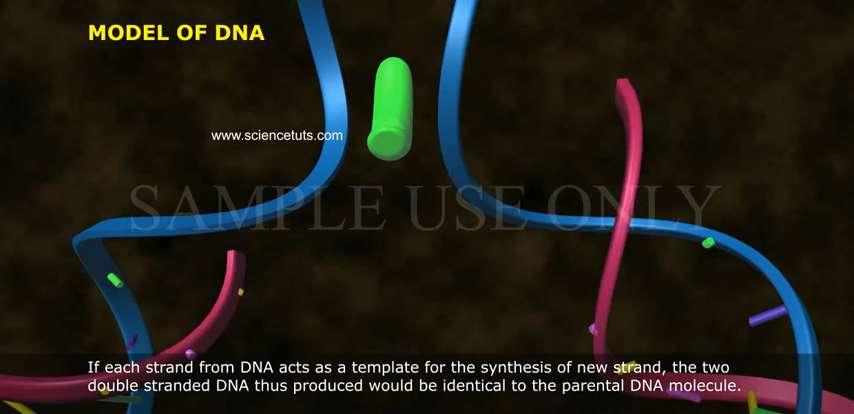 MODEL OF DNA
www.sciencetuts.com
SAMPLE USE ONLY
If each strand from DNA acts as a template for the synthesis of new strand, the two
double stranded DNA thus produced would be identical to the parental DNA molecule.